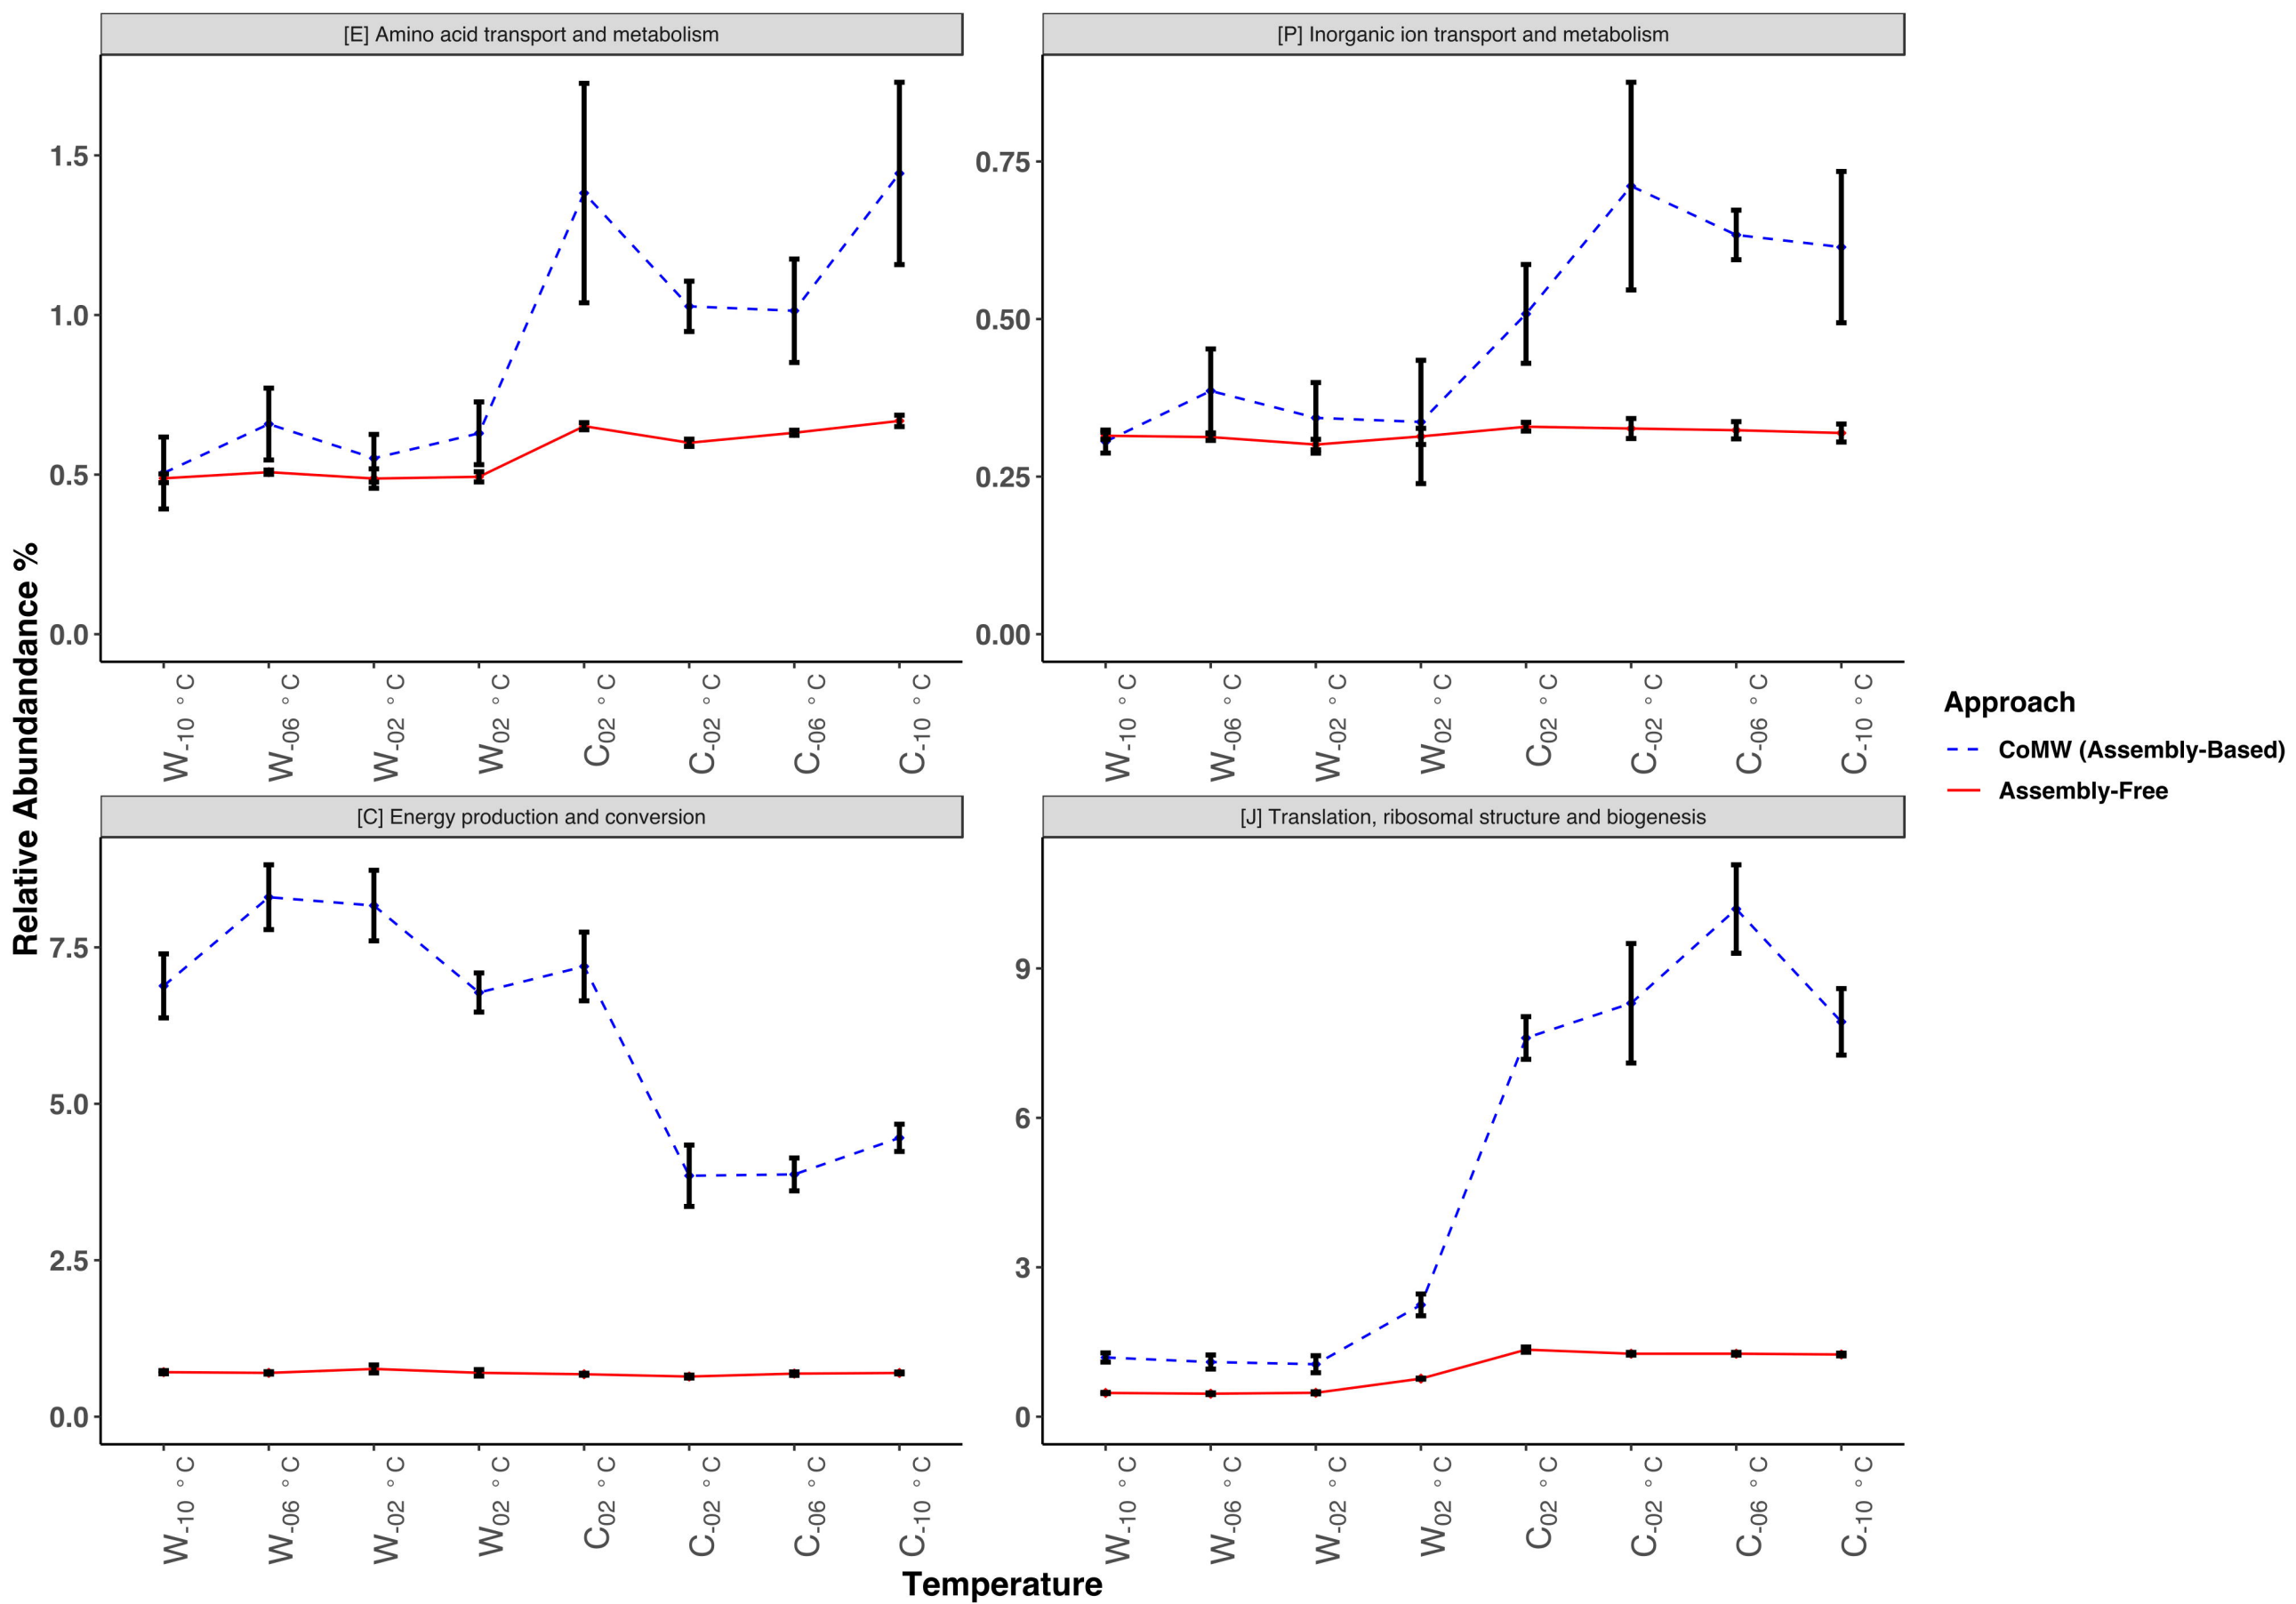 [E] Amino acid transport and metabolism
1.5
1.0
0.5
0.0
W-10 °C W-06 °C W-02 °C W02 °C C02 °C C-02 °C C-06 °C C-10 °C
[P] Inorganic ion transport and metabolism
0.75
0.50
0.25
0.00
W-10 °C W-06 °C W-02 °C W02 °C C02 °C C-02 °C C-06 °C C-10 °C
Relative Abundandance %
[C] Energy production and conversion
7.5
5.0
2.5
0.0
W-10 °C W-06 °C W-02 °C W02 °C C02 °C C-02 °C C-06 °C C-10 °C
[J] Translation, ribosomal structure and biogenesis
9
6
3
0
W-10 °C W-06 °C W-02 °C W02 °C C02 °C C-02 °C C-06 °C C-10 °C
Temperature
Approach
CoMW (Assembly-Based)
Assembly-Free